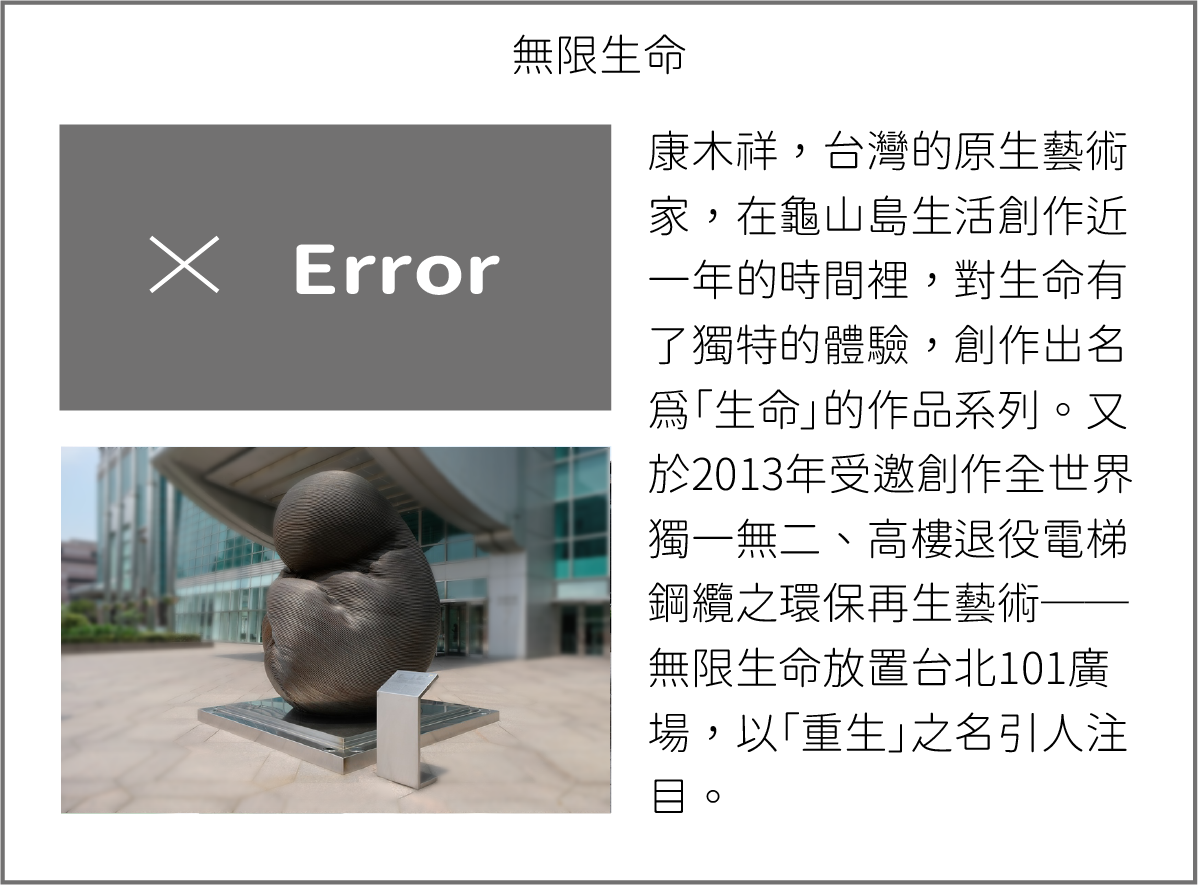 無限生命
Error
康木祥，台灣的原生藝術
家，在龜山島生活創作近
一年的時間裡，對生命有
了獨特的體驗，創作出名
為「生命」的作品系列。又
於2013年受邀創作全世界
獨一無二、高樓退役電梯
鋼纜之環保再生藝術——
無限生命放置台北101廣
場，以「重生」之名引人注
目。